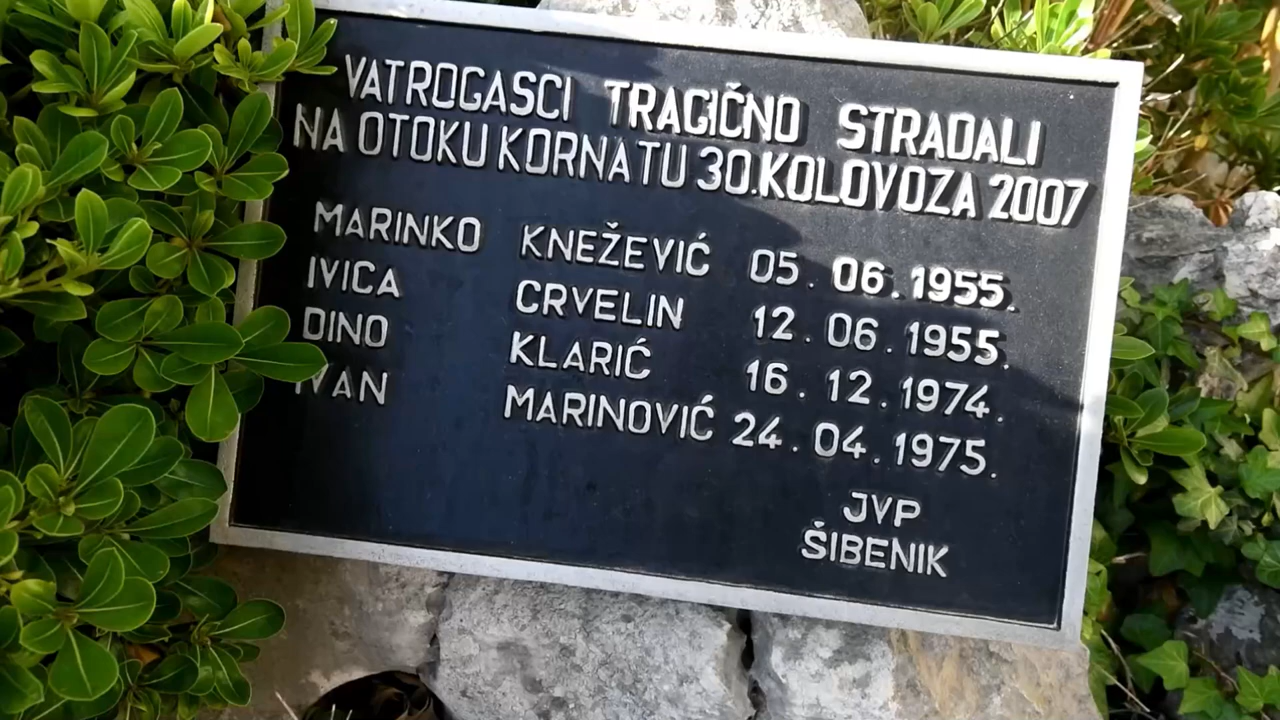 VATROGASCI TRAGIČNO STRADALI
NA OTOKU KORNATU 30.KOLOVOZA 2007
MARINKO KNEŽEVIĆ 05.06.1955.
IVICA CRVELIN 12.06.1955.
DINO KLARIĆ 16.12.1974.
IVAN MARINOVIĆ 24.04.1975.
JVP
ŠIBENIK